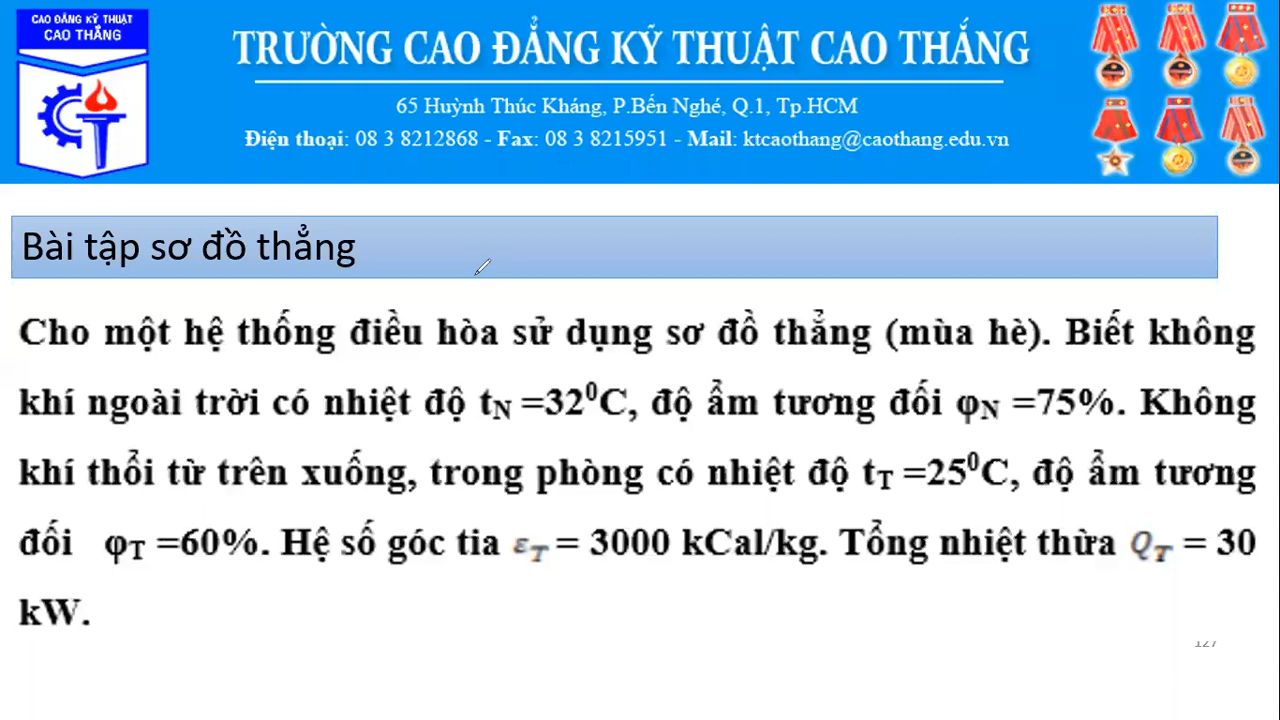 CAO ĐẲNG KỸ THUẬT
CAO THẮNG
TRƯỜNG CAO ĐẲNG KỸ THUẬT CAO THẮNG
65 Huỳnh Thúc Kháng, P.Bến Nghé, Q.1, Tp.HCM
Điện thoại: 08 3 8212868 - Fax: 08 3 8215951 - Mail: ktcaothang@caothang.edu.vn
Bài tập sơ đồ thẳng
Cho một hệ thống điều hòa sử dụng sơ đồ thẳng (mùa hè). Biết không
khí ngoài trời có nhiệt độ tN =32⁰C, độ ẩm tương đối φN =75%. Không
khí thổi từ trên xuống, trong phòng có nhiệt độ tT =25⁰C, độ ẩm tương
đối φT =60%. Hệ số góc tia εT = 3000 kCal/kg. Tổng nhiệt thừa QT = 30
kW.
127